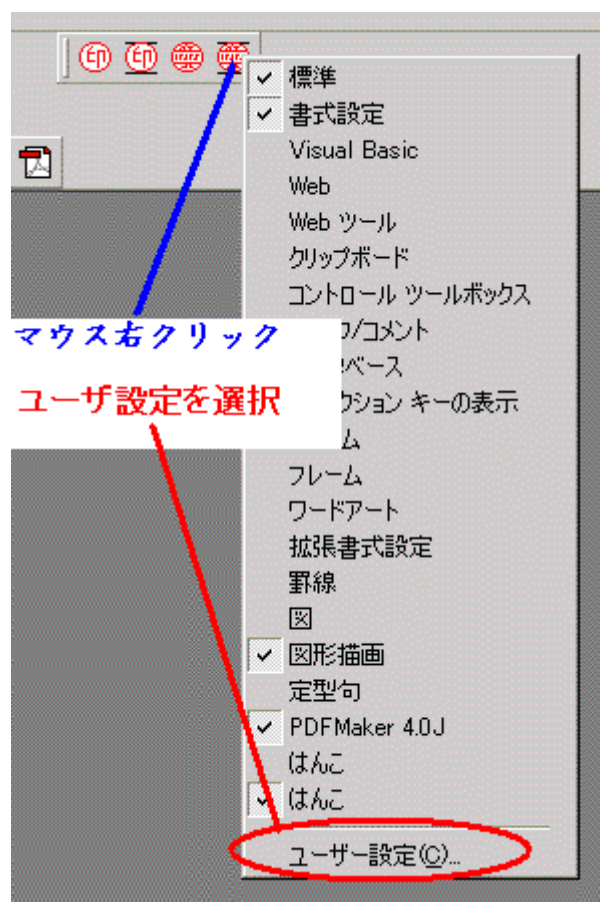 印 印
標準
書式設定
Visual Basic
Web
Web ツール
クリップボード
コントロール ツールボックス
マウス右クリック
/コメント
ベース
ユーザ設定を選択
クション キーの表示
ム
フレーム
ワードアート
拡張書式設定
罫線
図
図形描画
定型句
PDFMaker 4.0J
はんこ
はんこ
ユーザー設定(C)...